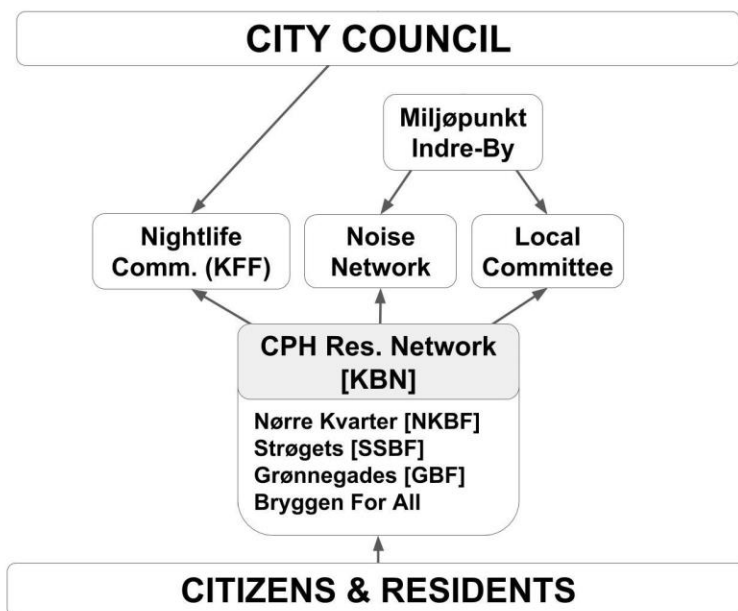 CITY COUNCIL
Miljøpunkt
Indre-By
Nightlife
Comm. (KFF)
Noise
Network
Local
Committee
CPH Res. Network
[KBN]
Nørre Kvarter [NKBF]
Strøgets [SSBF]
Grønnegades [GBF]
Bryggen For All
CITIZENS & RESIDENTS